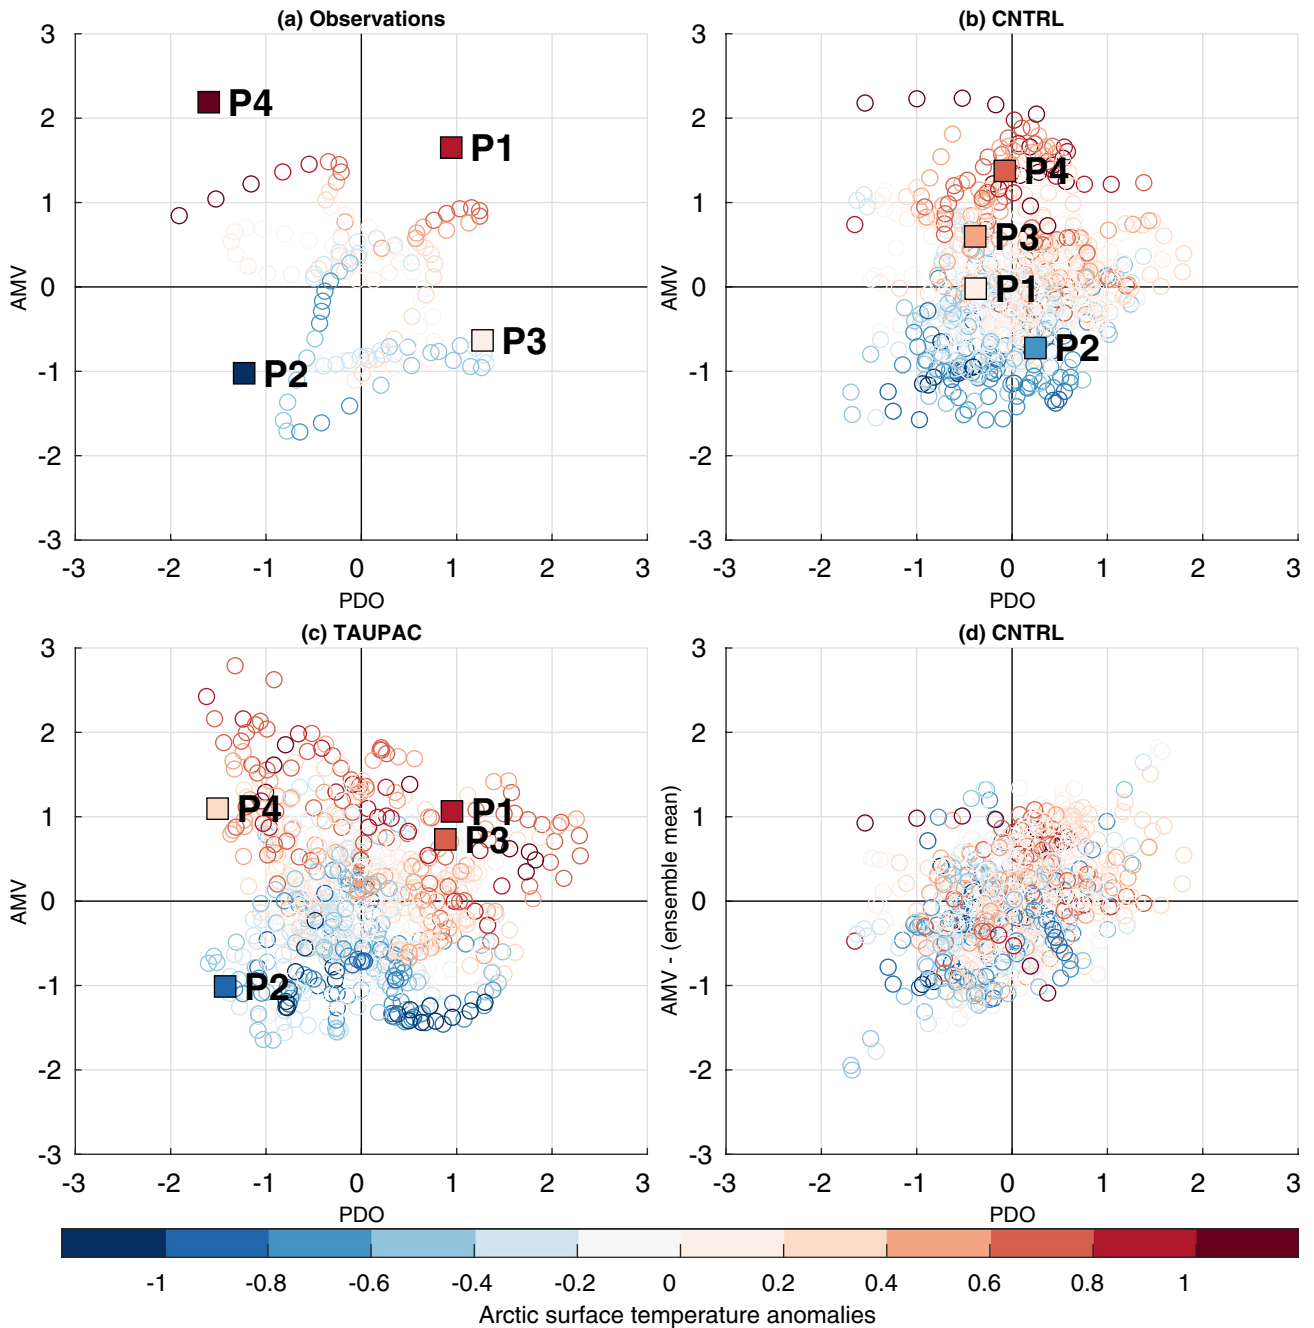 (a) Observations
3
2
1
0
-1
-2
-3
AMV
P4
P1
P3
P2
-3
-2
-1
0
1
2
3
PDO
(b) CNTRL
3
2
1
0
-1
-2
-3
AMV
P4
P3
P1
P2
-3
-2
-1
0
1
2
3
PDO
(c) TAUPAC
3
2
1
0
-1
-2
-3
AMV
P4
P1
P3
P2
-3
-2
-1
0
1
2
3
PDO
(d) CNTRL
3
2
1
0
-1
-2
-3
AMV - (ensemble mean)
-3
-2
-1
0
1
2
3
PDO
-1
-0.8
-0.6
-0.4
-0.2
0
0.2
0.4
0.6
0.8
1
Arctic surface temperature anomalies